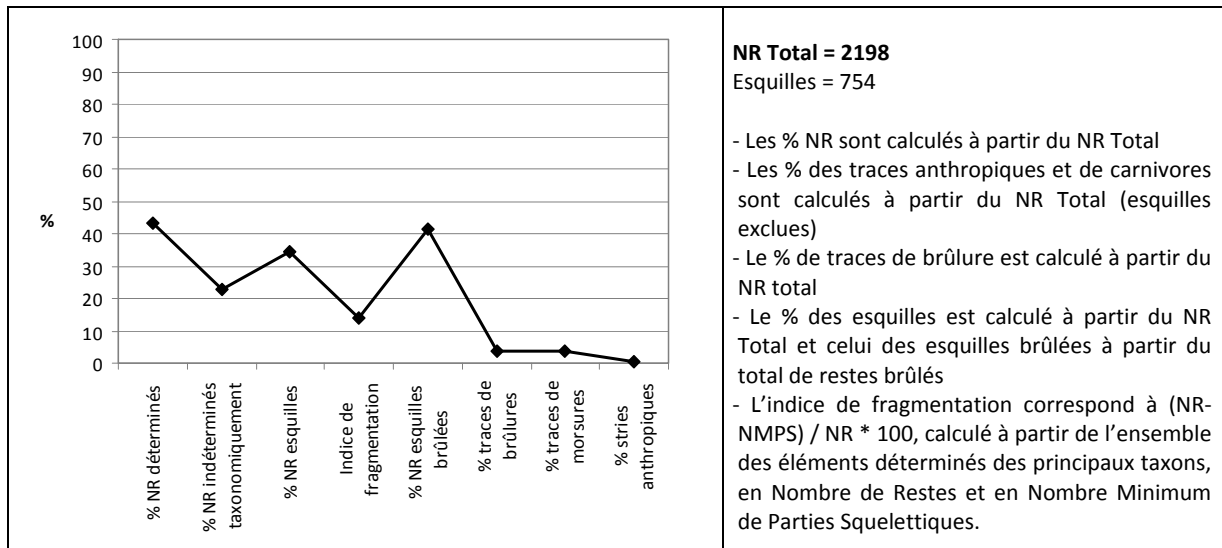 100
90
80
70
60
50
40
30
20
10
0
%
% NR déterminés
% NR indéterminés
taxonomiquement
% NR esquilles
Indice de
fragmentation
% NR esquilles
brûlées
% traces de
brûlures
% traces de
morsures
% stries
anthropiques
NR Total = 2198
Esquilles = 754
- Les % NR sont calculés à partir du NR Total
- Les % des traces anthropiques et de carnivores
sont calculés à partir du NR Total (esquilles
exclues)
- Le % de traces de brûlure est calculé à partir du
NR total
- Le % des esquilles est calculé à partir du NR
Total et celui des esquilles brûlées à partir du
total de restes brûlés
- L’indice de fragmentation correspond à (NR-
NMPS) / NR * 100, calculé à partir de l’ensemble
des éléments déterminés des principaux taxons,
en Nombre de Restes et en Nombre Minimum
de Parties Squelettiques.